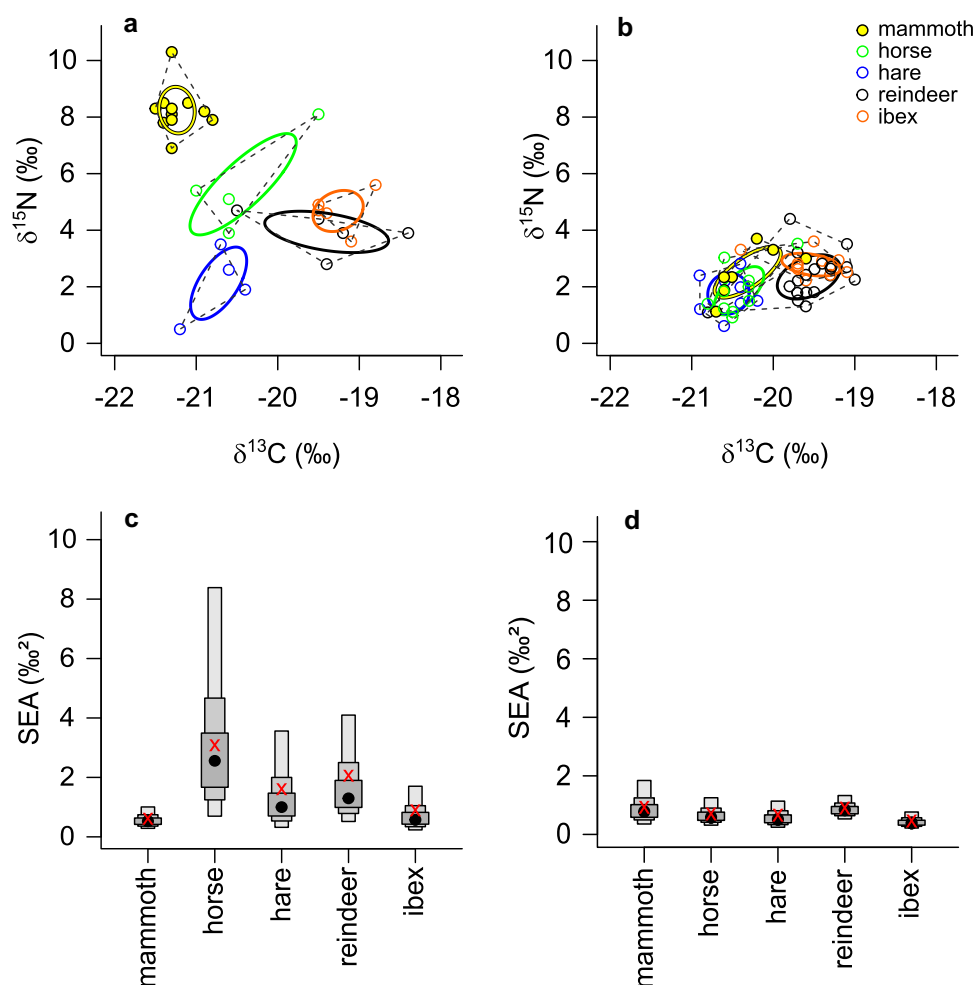 a
10
8
6
4
2
0
δ15N (‰)
-22 -21 -20 -19 -18
δ13C (‰)
b
mammoth
horse
hare
reindeer
ibex
10
8
6
4
2
0
δ15N (‰)
-22 -21 -20 -19 -18
δ13C (‰)
c
10
8
6
4
2
0
SEA (‰²)
mammoth
horse
hare
reindeer
ibex
d
10
8
6
4
2
0
SEA (‰²)
mammoth
horse
hare
reindeer
ibex